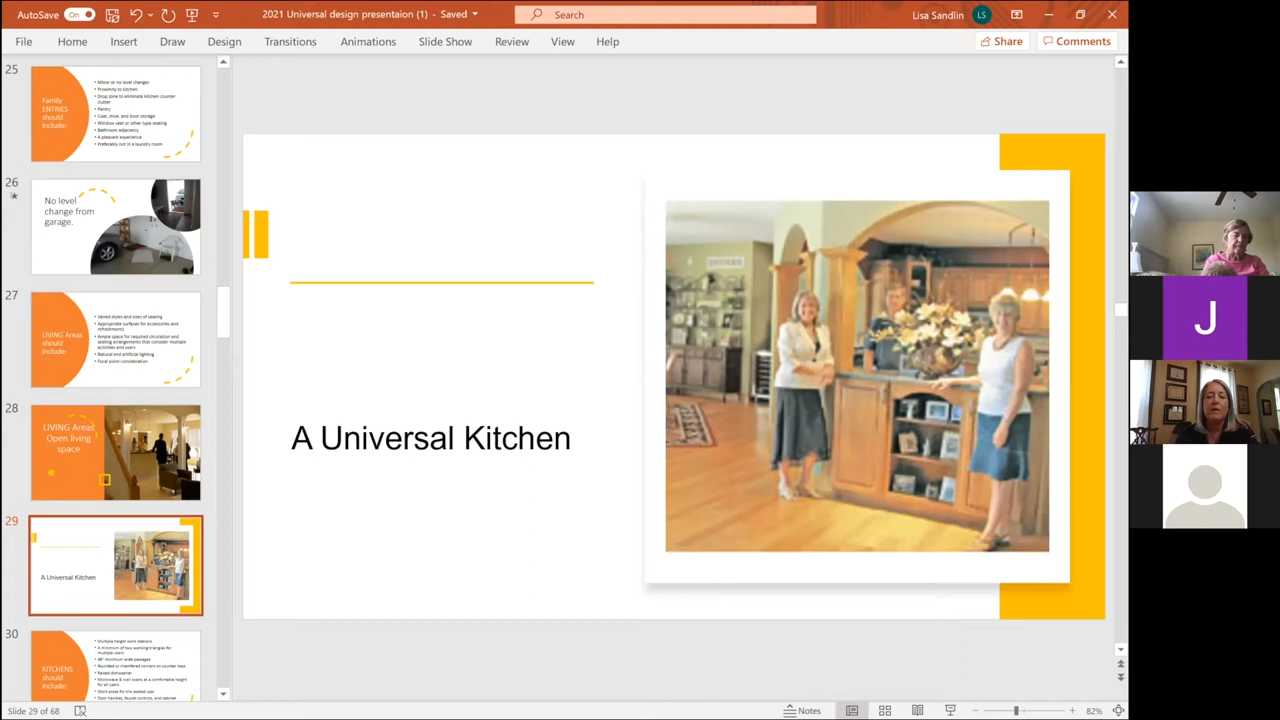 AutoSave On 2021 Universal design presentaion (1) - Saved Search Lisa Sandlin LS
File Home Insert Draw Design Transitions Animations Slide Show Review View Help Share Comments
25
Family
ENTRIES
should
include:
• Minor or no level changes
• Proximity to kitchen
• Drop zone to eliminate kitchen counter
clutter
• Pantry
• Coat, shoe, and boot storage
• Window seat or other type seating
• Bathroom adjacency
• A pleasant experience
• Preferably not in a laundry room
26
No level
change from
garage.
27
LIVING Areas
should
include:
• Varied styles and sizes of seating
• Appropriate surfaces for accessories and
refreshments
• Ample space for required circulation and
seating arrangements that consider multiple
activities and users
• Natural and artificial lighting
• Focal point consideration
28
LIVING Areas
Open living
space
29
A Universal Kitchen
30
KITCHENS
should
include:
• Multiple height work stations
• A minimum of two working triangles for
multiple users
• 48" minimum wide passages
• Rounded or chamfered corners on counter tops
• Raised dishwasher
• Microwave & wall ovens at a comfortable height
for all users
• Work areas for the seated user
• Door handles, faucet controls, and cabinet
A Universal Kitchen
J
Slide 29 of 68 Notes 82%